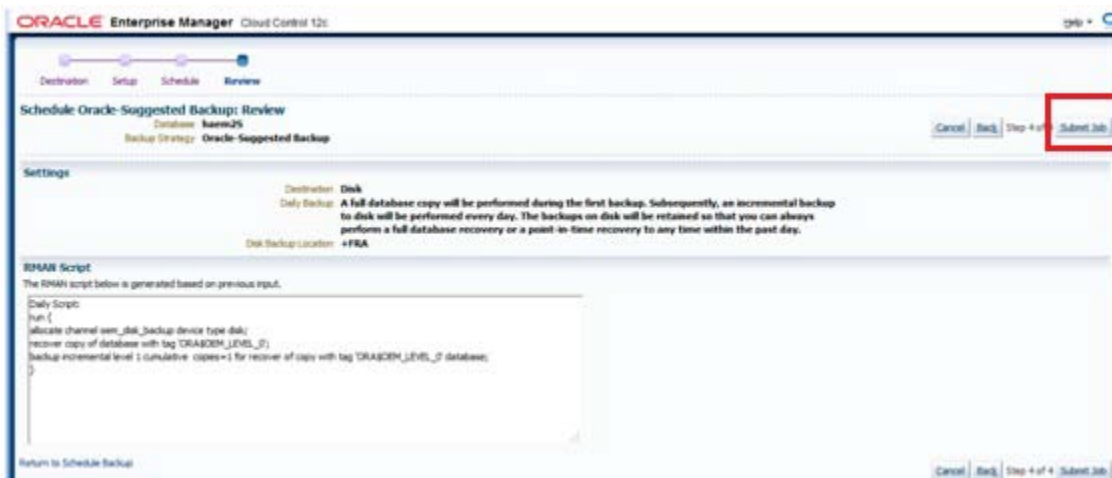 ORACLE Enterprise Manager Cloud Control 12c
Help
Destination Setup Schedule Review
Schedule Oracle-Suggested Backup: Review
Database haem25
Backup Strategy Oracle-Suggested Backup
Cancel Back Step 4 of Submit Job
Settings
Destination Disk
Daily Backup A full database copy will be performed during the first backup. Subsequently, an incremental backup
to disk will be performed every day. The backups on disk will be retained so that you can always
perform a full database recovery or a point-in-time recovery to any time within the past day.
Disk Backup Location +FRA
RMAN Script
The RMAN script below is generated based on previous input.
Daily Script:
run {
allocate channel oem_disk_backup device type disk;
recover copy of database with tag 'ORA$OEM_LEVEL_0';
backup incremental level 1 cumulative copies=1 for recover of copy with tag 'ORA$OEM_LEVEL_0' database;
}
Return to Schedule Backup
Cancel Back Step 4 of 4 Submit Job